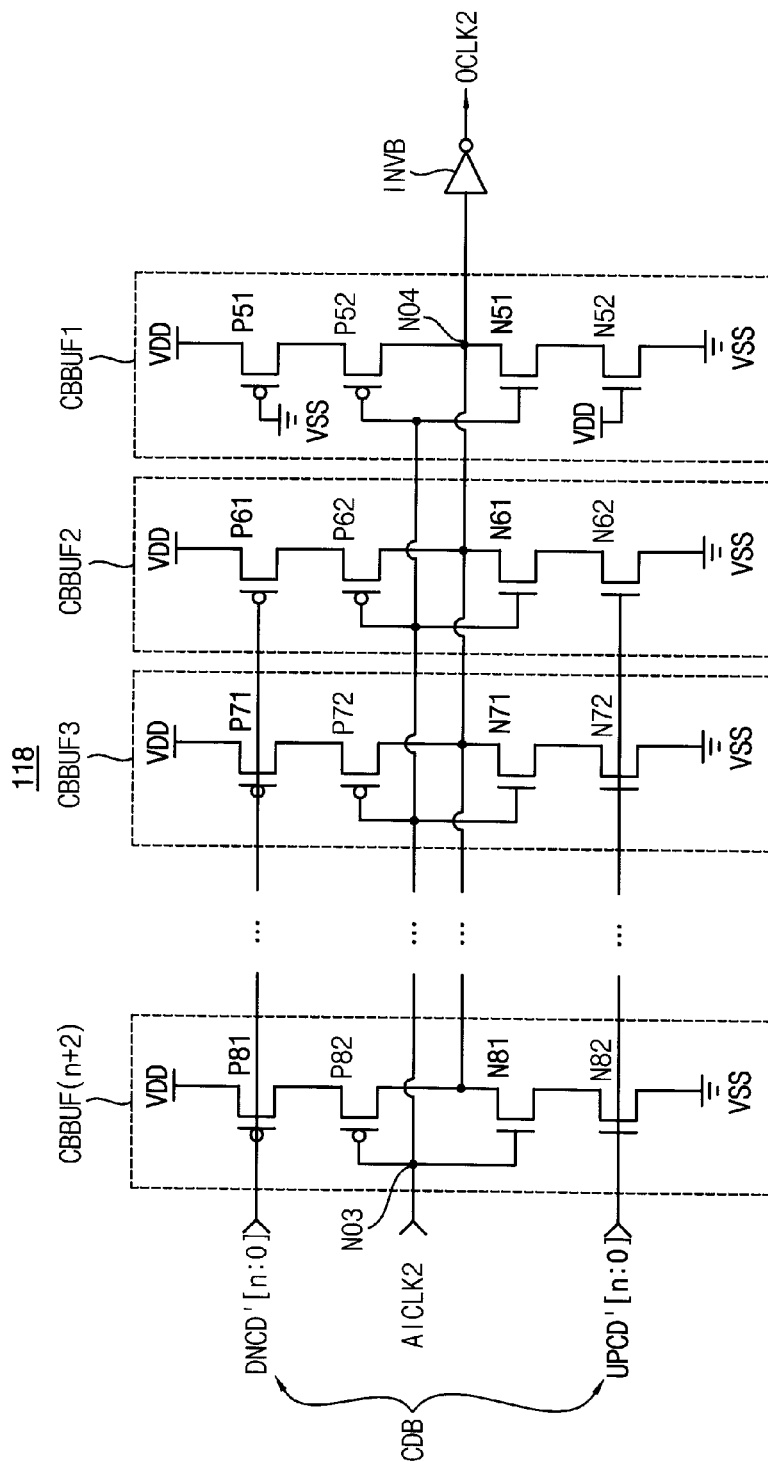 118
CBBUF(n+2)
CBBUF3
CBBUF2
CBBUF1
VDD
VDD
VDD
VDD
P81
P71
P61
P51
VSS
P82
P72
P62
P52
INVB
DNCD'[n:0]
N03
...
...
...
...
N04
OCLK2
AICLK2
N81
N71
N61
N51
N82
N72
N62
N52
VDD
VSS
VSS
VSS
VSS
UPCD'[n:0]
CDB